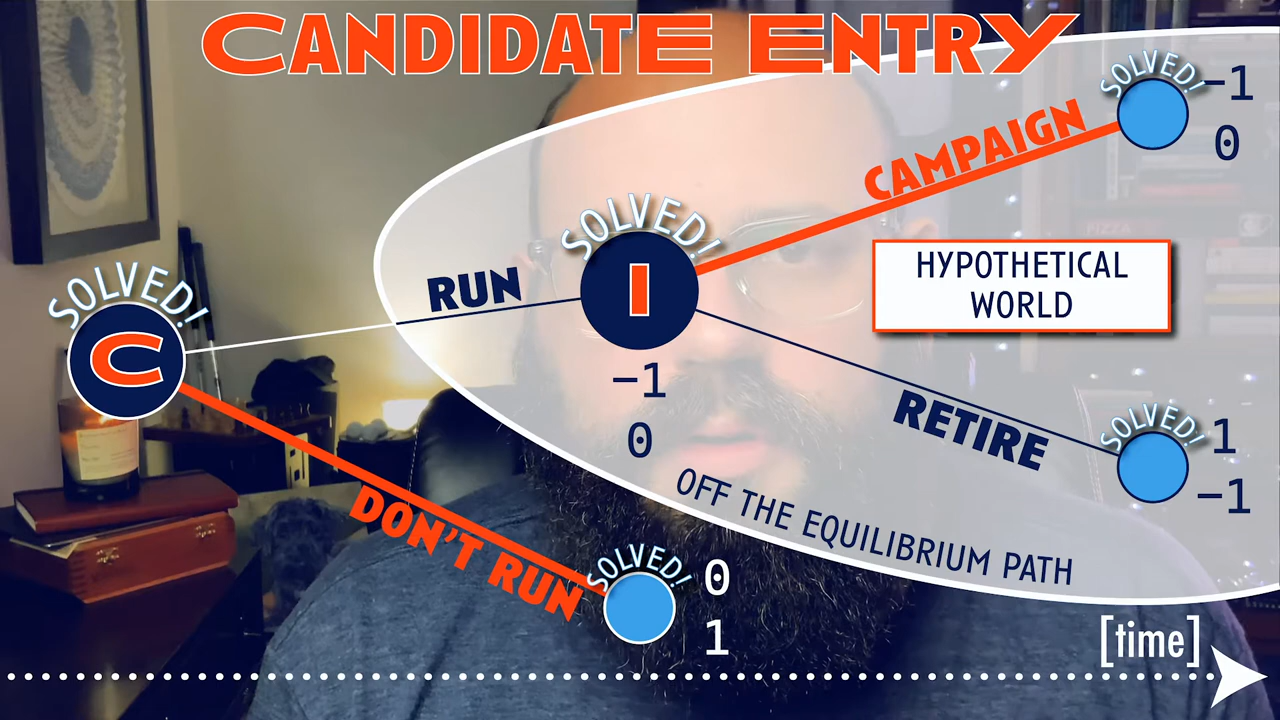 CANDIDATE ENTRY
SOLVED!
−1
0
CAMPAIGN
SOLVED!
HYPOTHETICAL
WORLD
RUN
I
SOLVED!
C
−1
0
RETIRE
SOLVED!
1
−1
OFF THE EQUILIBRIUM PATH
DON'T RUN
SOLVED!
0
1
[time]